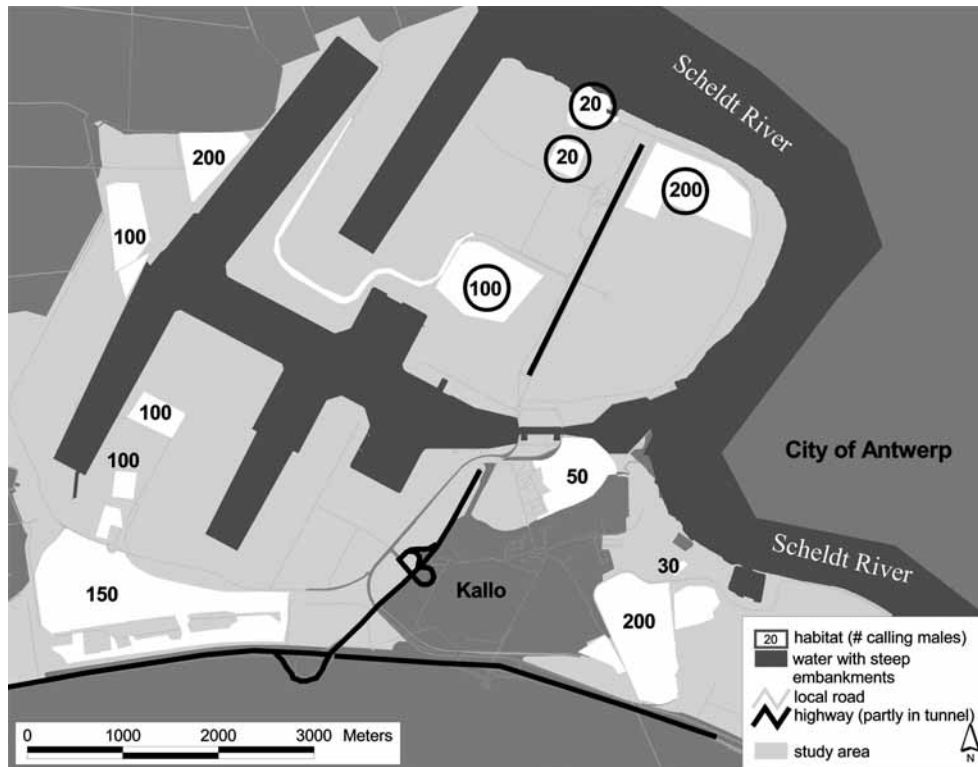 Scheldt River
20
20
200
200
100
100
100
100
50
City of Antwerp
Scheldt River
30
150
Kallo
200
20 habitat (# calling males)
water with steep
embankments
local road
highway (partly in tunnel)
study area
N
0 1000 2000 3000 Meters